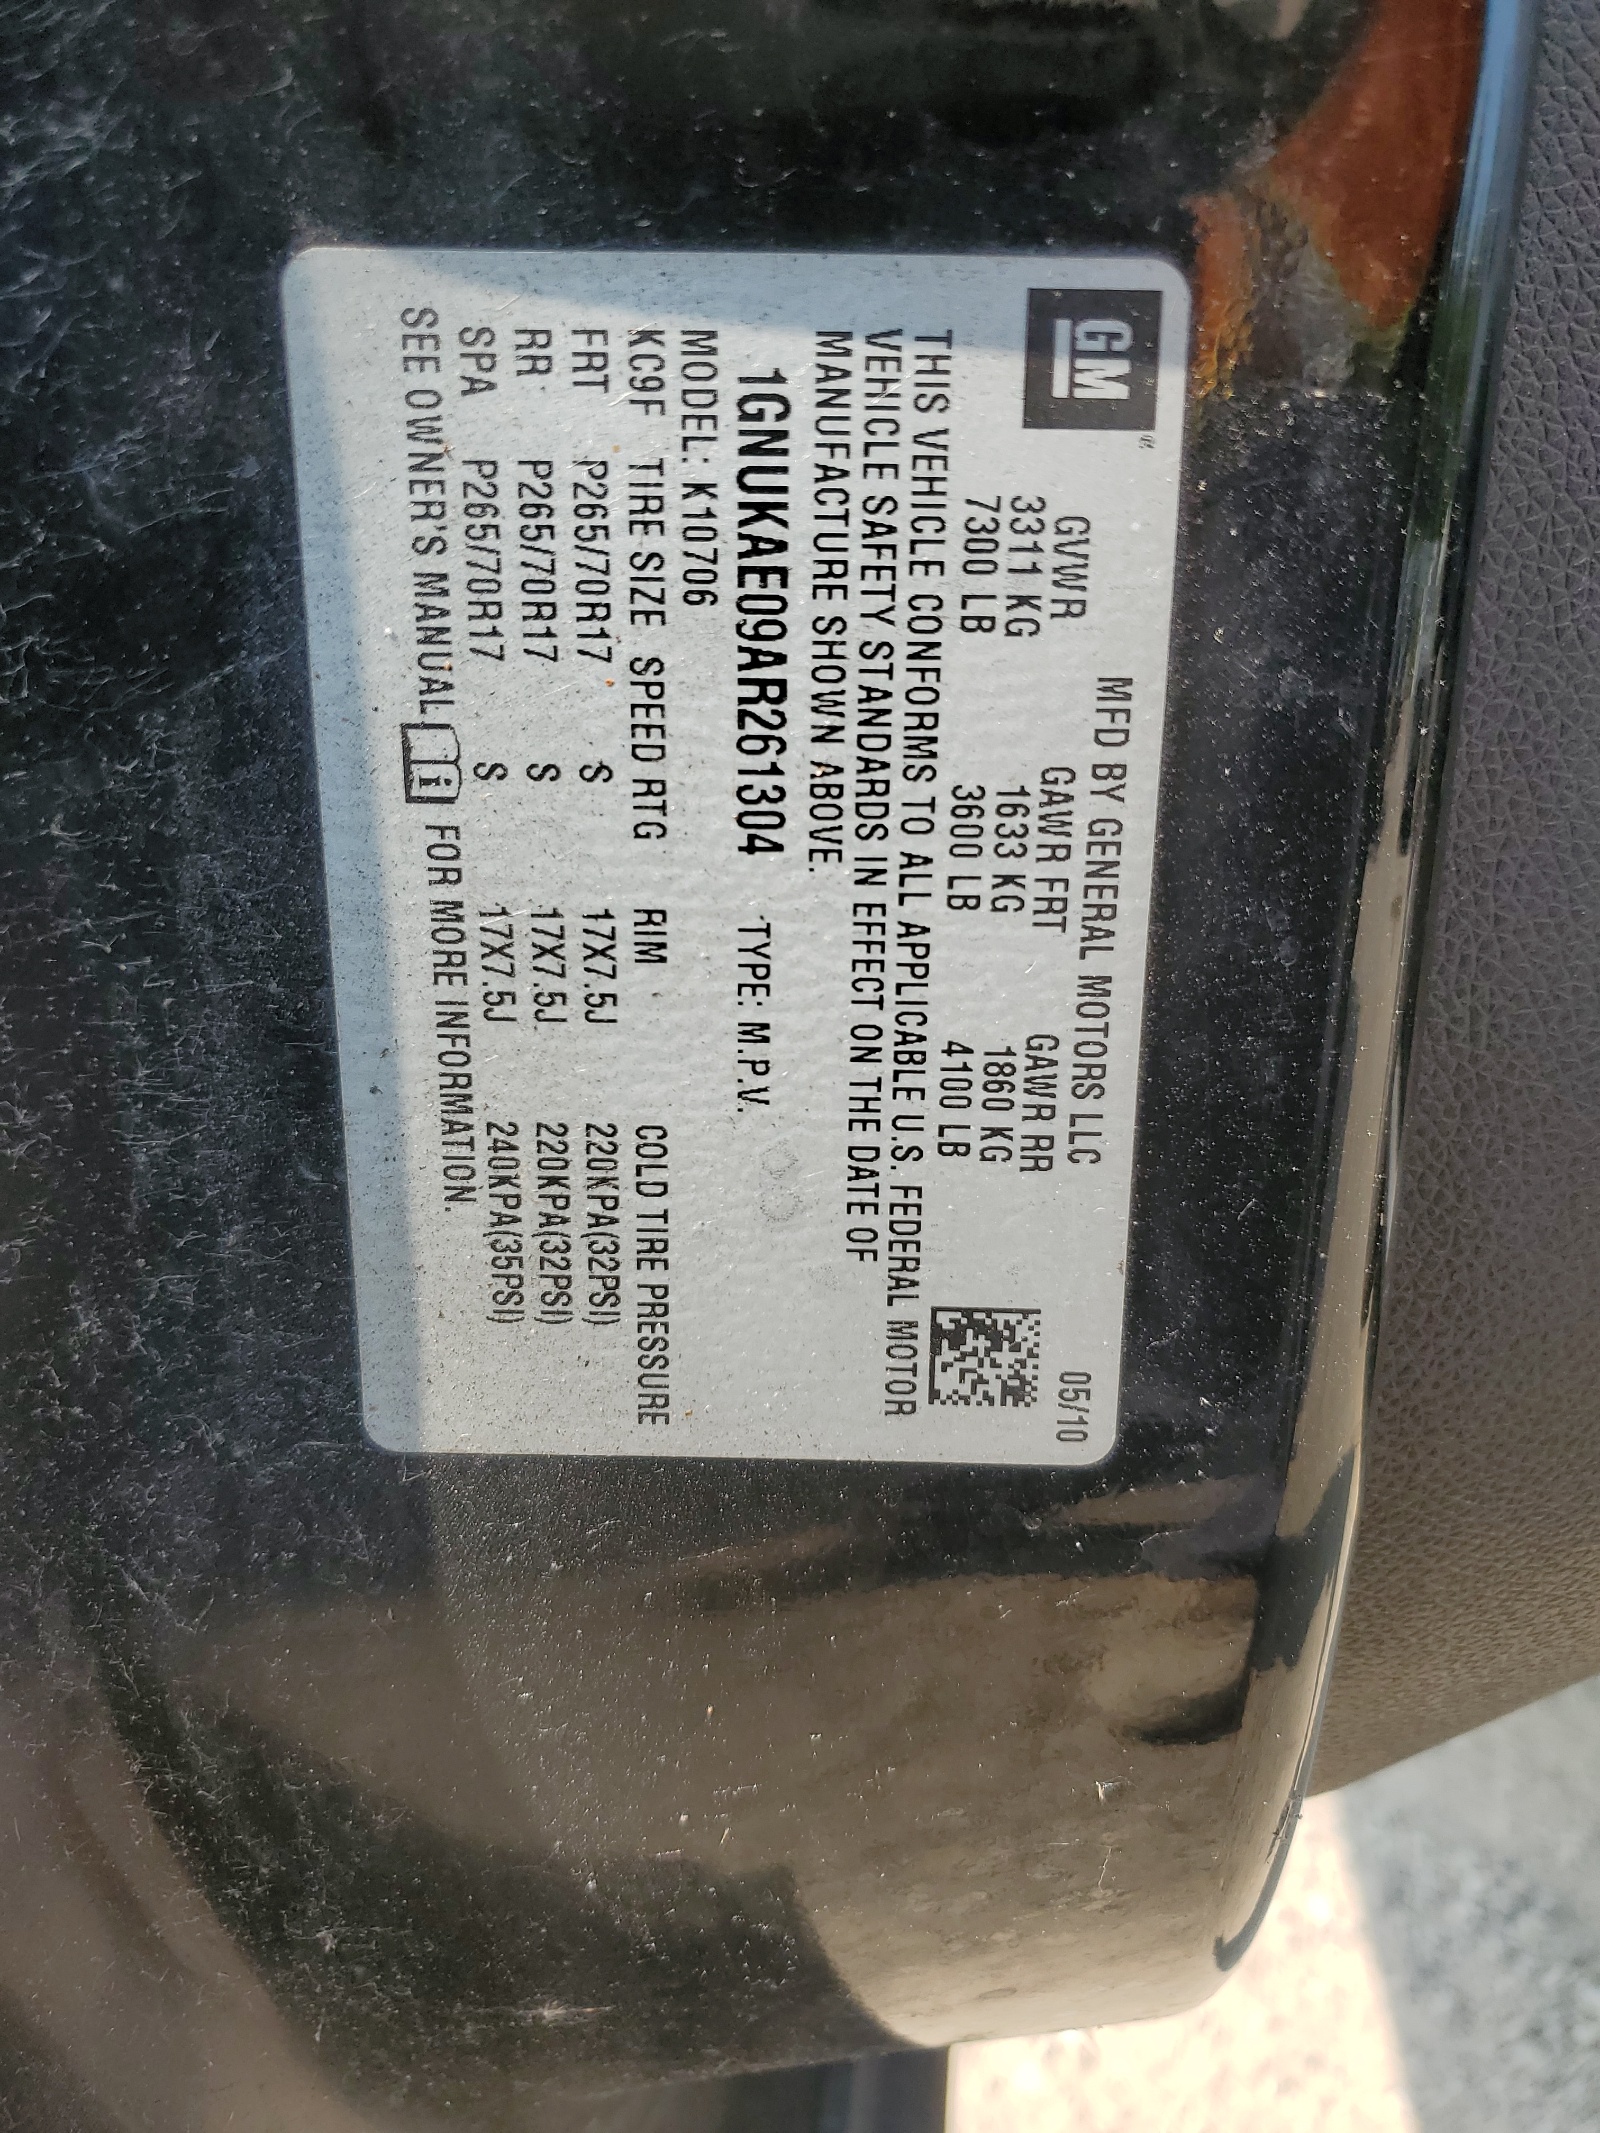 GM
MFD BY GENERAL MOTORS LLC 05/10
GVWR GAWR FRT GAWR RR
3311 KG 1633 KG 1860 KG
7300 LB 3600 LB 4100 LB
THIS VEHICLE CONFORMS TO ALL APPLICABLE U.S. FEDERAL MOTOR
VEHICLE SAFETY STANDARDS IN EFFECT ON THE DATE OF
MANUFACTURE SHOWN ABOVE.
1GNUKAE09AR261304 TYPE: M.P.V.
MODEL: K10706
KC9F TIRE SIZE SPEED RTG RIM COLD TIRE PRESSURE
FRT P265/70R17 S 17X7.5J 220KPA(32PSI)
RR P265/70R17 S 17X7.5J 220KPA(32PSI)
SPA P265/70R17 S 17X7.5J 240KPA(35PSI)
SEE OWNER'S MANUAL i FOR MORE INFORMATION.